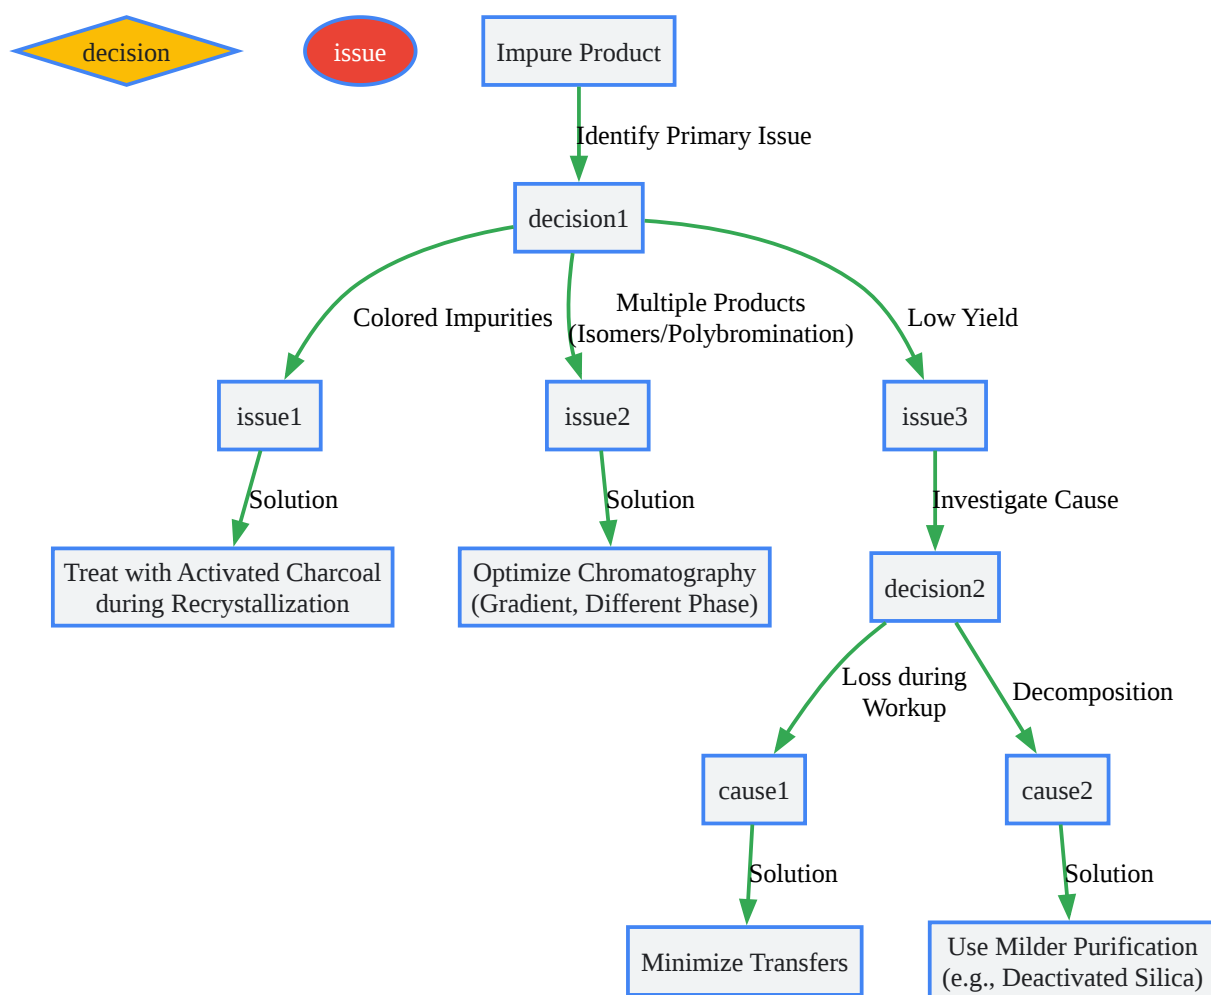 decision
issue
Impure Product
Identify Primary Issue
decision1
Colored Impurities
Multiple Products
(Isomers/Polybromination)
Low Yield
issue1
issue2
issue3
Solution
Solution
Investigate Cause
Treat with Activated Charcoal
during Recrystallization
Optimize Chromatography
(Gradient, Different Phase)
decision2
Loss during
Workup
Decomposition
cause1
cause2
Solution
Solution
Minimize Transfers
Use Milder Purification
(e.g., Deactivated Silica)